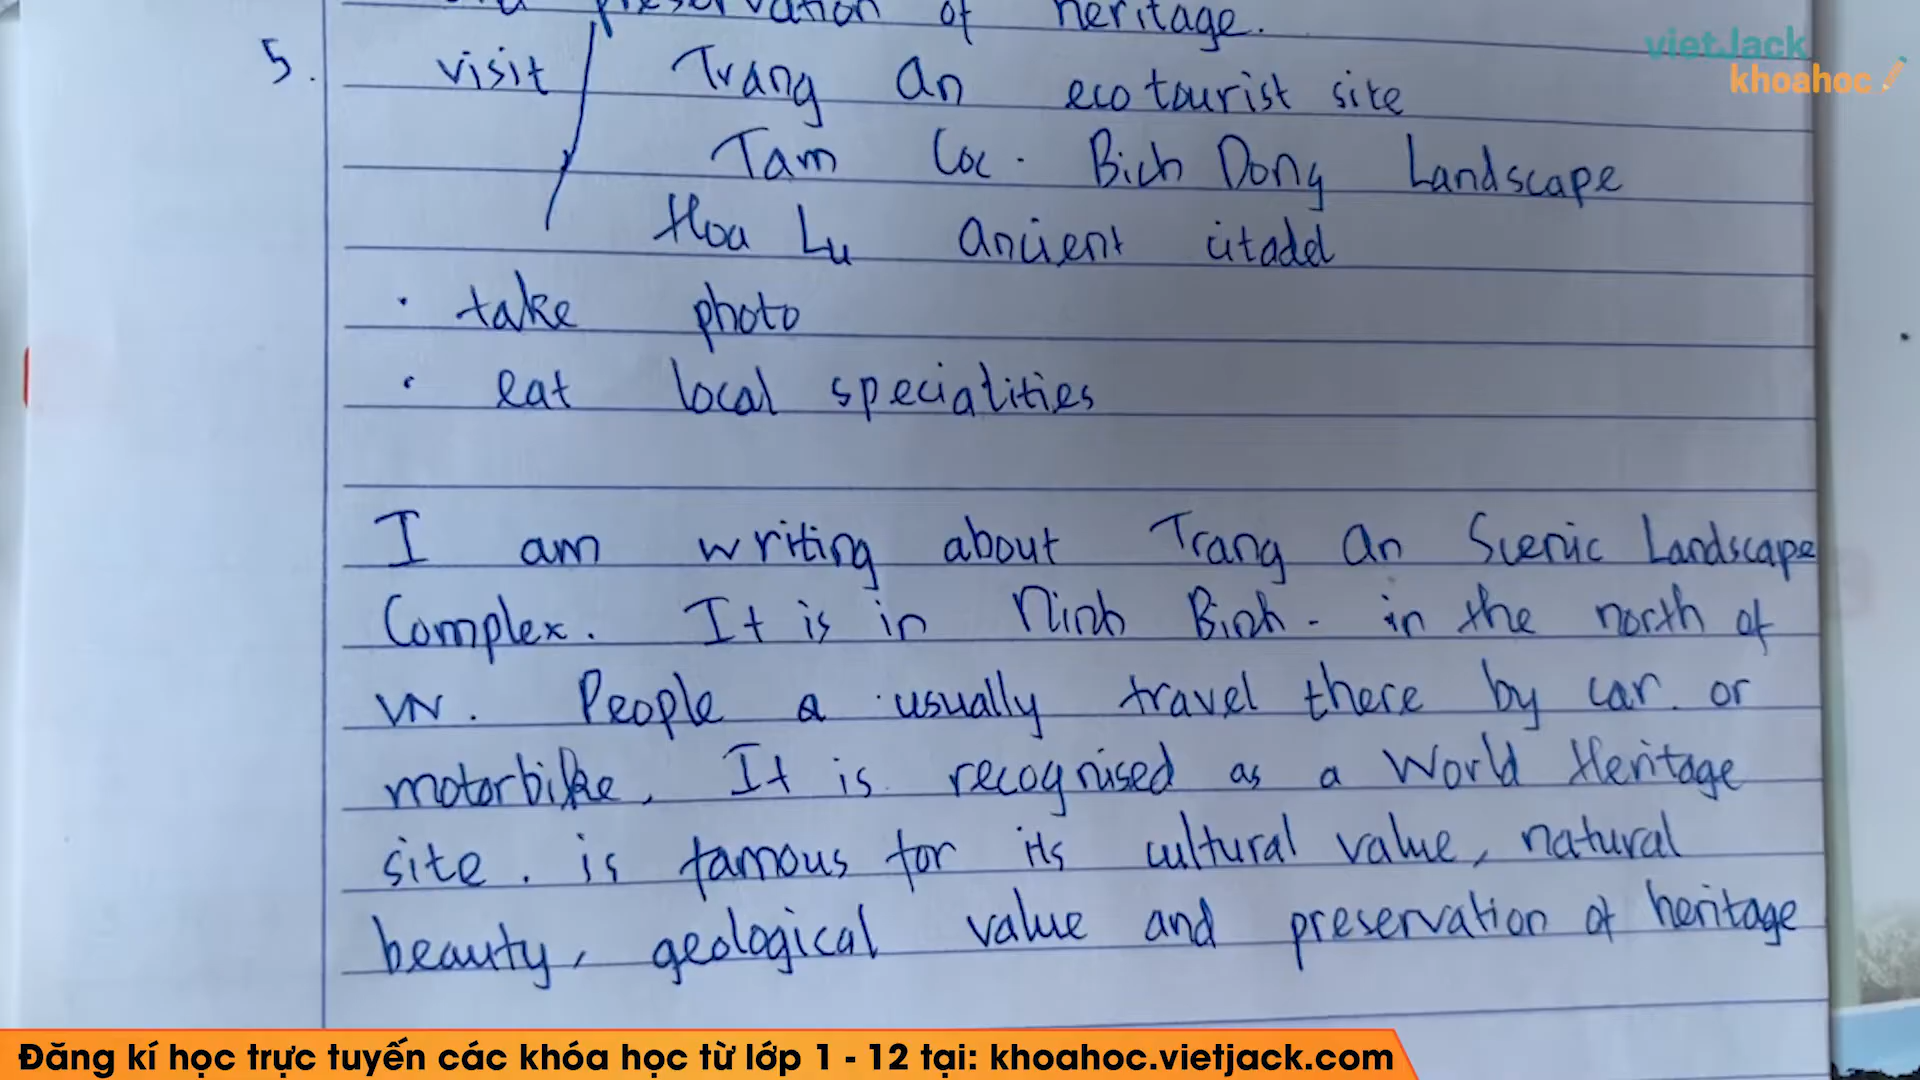 preservation of heritage.
vietJack
khoahoc
5. visit Trang An ecotourist site
Tam Coc - Bich Dong Landscape
Hoa Lu Ancient citadel
· take photo
· eat local specialities
I am writing about Trang An Scenic Landscape
Complex. It is in Ninh Binh - in the north of
VN. People a usually travel there by car or
motorbike. It is recognised as a World Heritage
site. is famous for its cultural value, natural
beauty, geological value and preservation of heritage
Đăng kí học trực tuyến các khóa học từ lớp 1 - 12 tại: khoahoc.vietjack.com